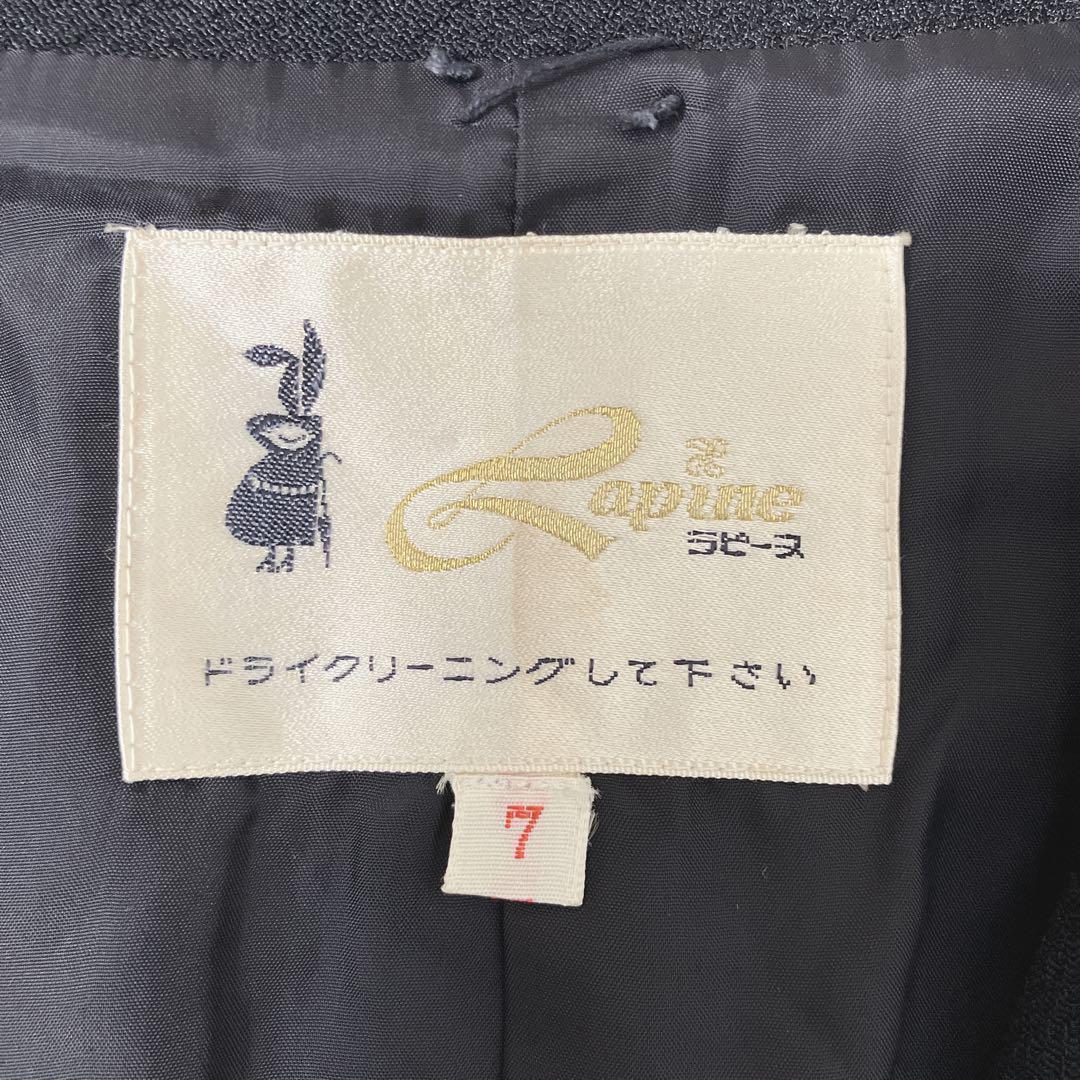 Lapine
ラピーヌ
ドライクリーニングして下さい
7